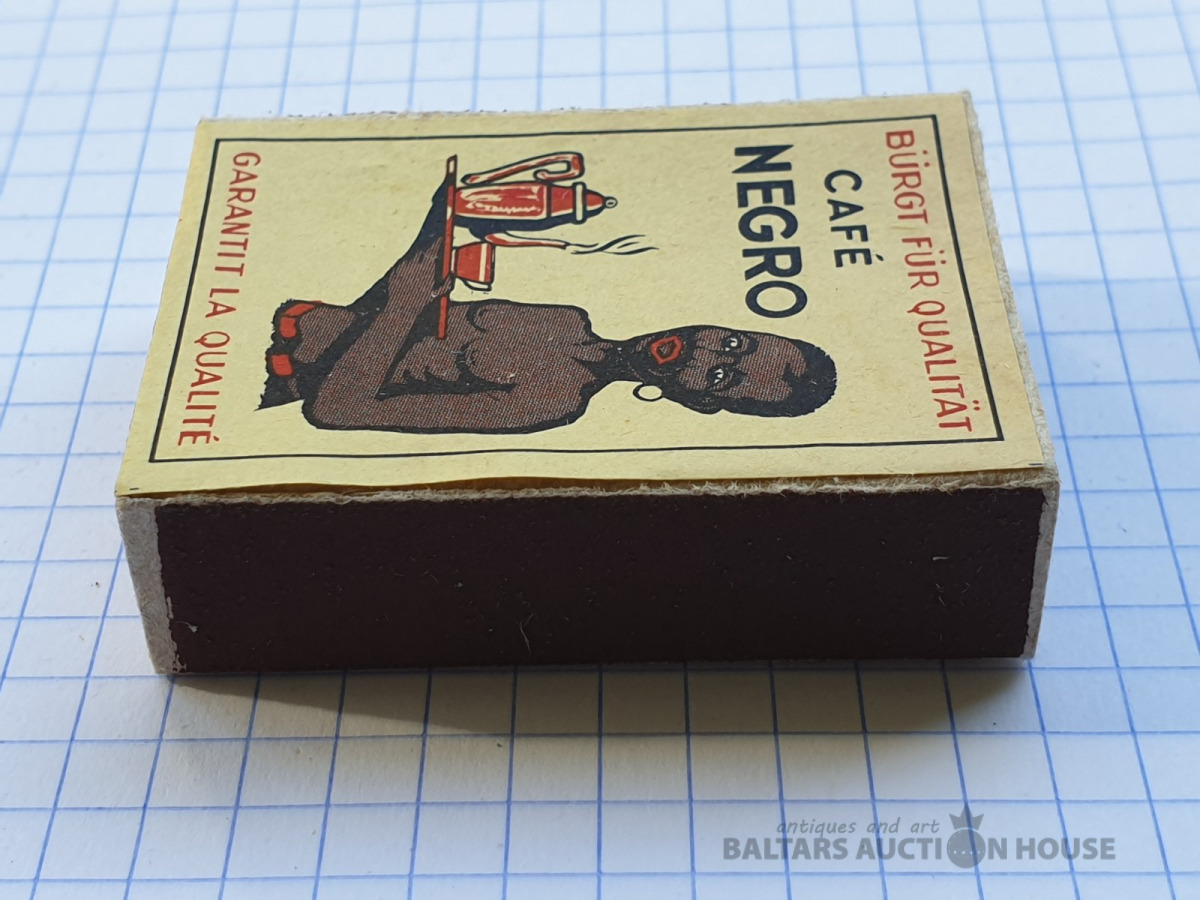 BÜRGT FÜR QUALITÄT
CAFÉ
NEGRO
GARANTIT LA QUALITÉ
antiques and art
BALTARS AUCTION HOUSE